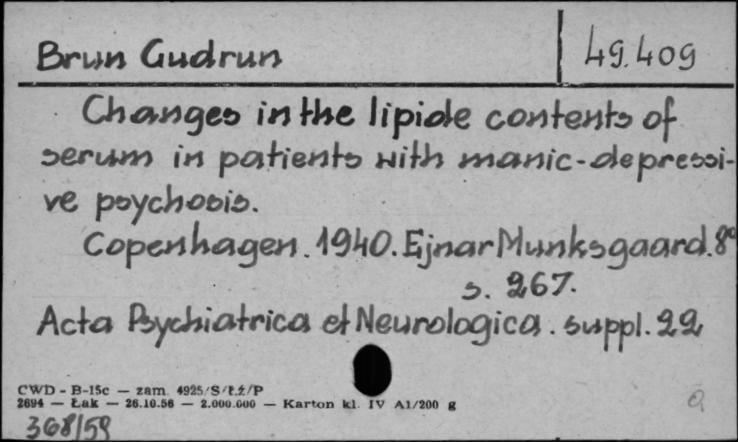 Brun Gudrun
49.409
Changes in the lipide contents of
serum in patients with manic-depressi-
ve psychosis.
Copenhagen. 1940. Ejnar Munksgaard. 8°
s. 267.
Acta Psychiatrica et Neurologica. suppl. 22
CWD - B-15c — zam. 4925/S/Łż/P
2694 — Łak — 26.10.56 — 2.000.000 — Karton kl. IV A1/200 g
368/59